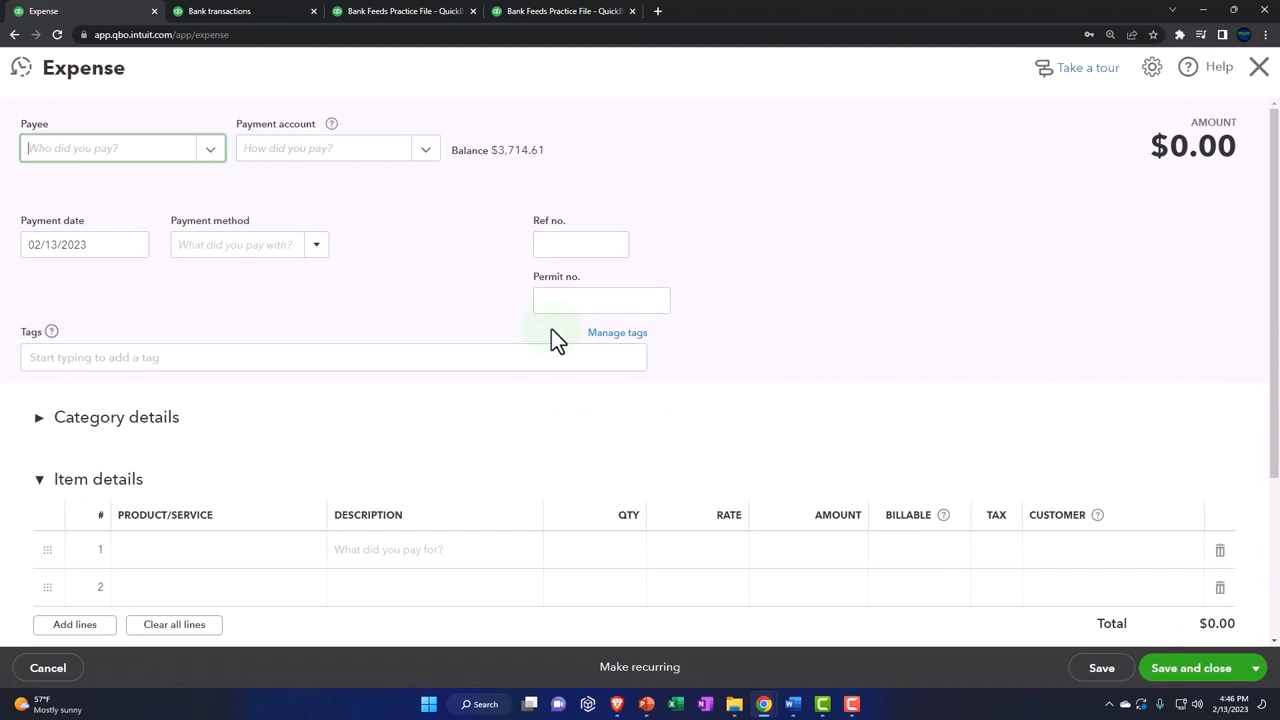 Expense
Bank transactions
Bank Feeds Practice File - QuickB
Bank Feeds Practice File - QuickB
app.qbo.intuit.com/app/expense
Expense
Take a tour
Help
Payee
Payment account
AMOUNT
Who did you pay?
How did you pay?
Balance $3,714.61
$0.00
Payment date
Payment method
Ref no.
02/13/2023
What did you pay with?
Permit no.
Tags
Manage tags
Start typing to add a tag
Category details
Item details
# PRODUCT/SERVICE DESCRIPTION QTY RATE AMOUNT BILLABLE TAX CUSTOMER
1 What did you pay for?
2
Add lines
Clear all lines
Total $0.00
Cancel
Make recurring
Save
Save and close
57°F
Mostly sunny
Search
4:46 PM
2/13/2023